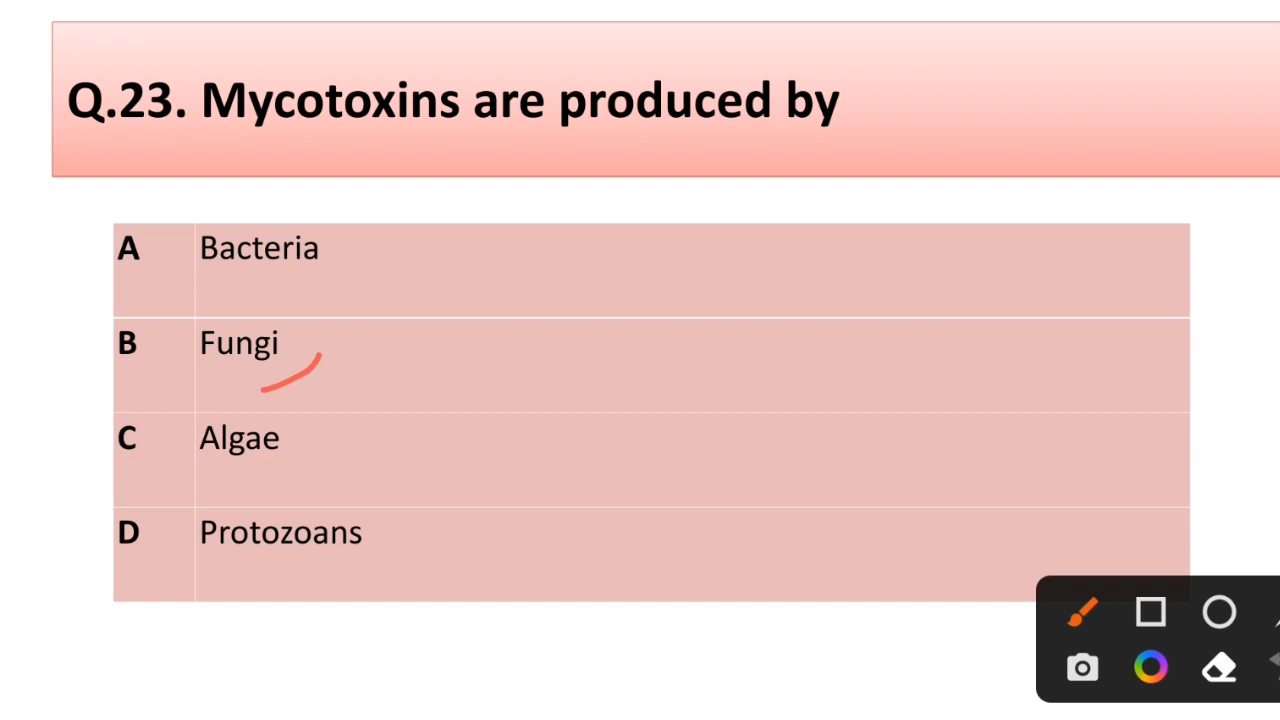 Q.23. Mycotoxins are produced by
A Bacteria
B Fungi
C Algae
D Protozoans